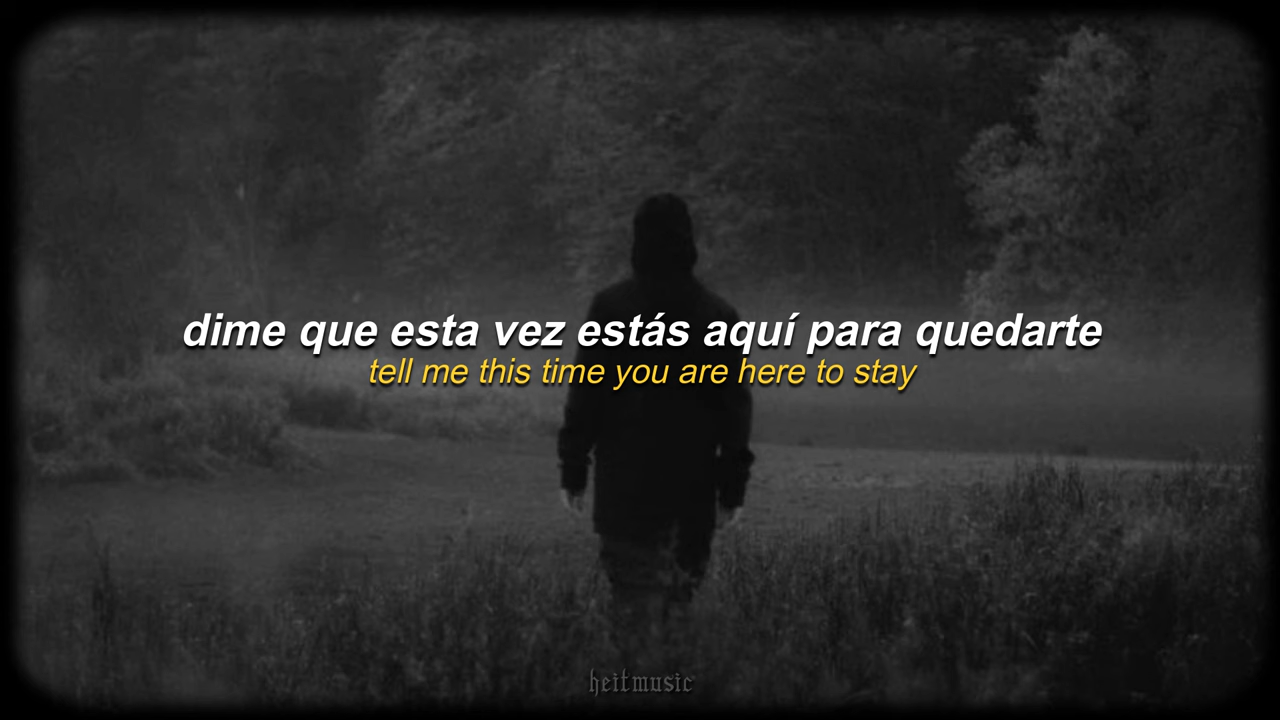 dime que esta vez estás aquí para quedarte
tell me this time you are here to stay
heitmusic